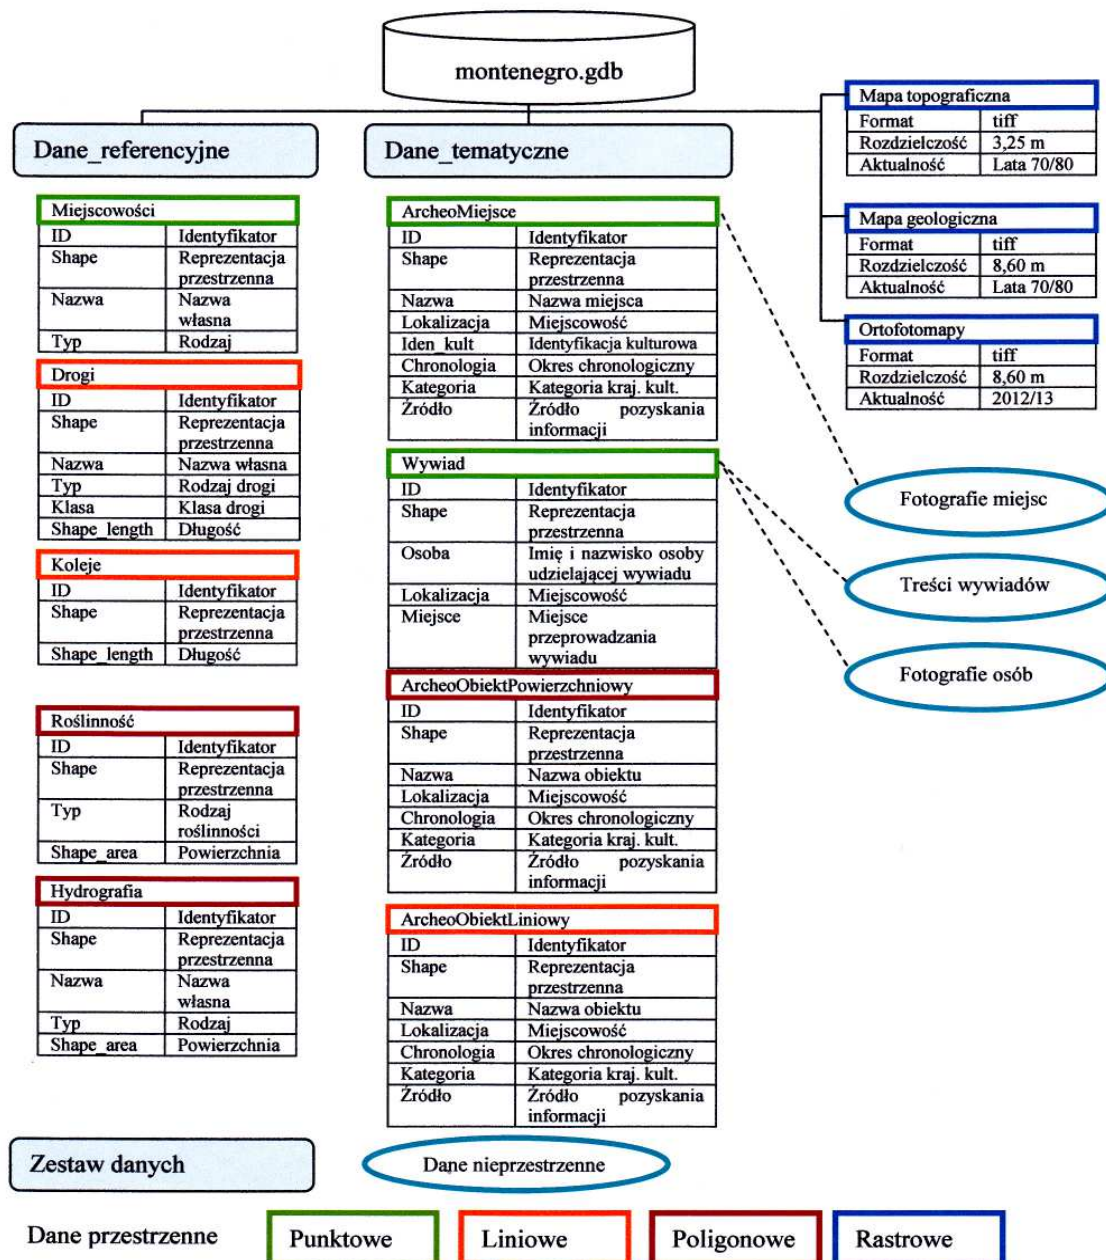 montenegro.gdb
Dane_referencyjne
Miejscowości
ID Identyfikator
Shape Reprezentacja
przestrzenna
Nazwa Nazwa
własna
Typ Rodzaj
Drogi
ID Identyfikator
Shape Reprezentacja
przestrzenna
Nazwa Nazwa własna
Typ Rodzaj drogi
Klasa Klasa drogi
Shape_length Długość
Koleje
ID Identyfikator
Shape Reprezentacja
przestrzenna
Shape_length Długość
Roślinność
ID Identyfikator
Shape Reprezentacja
przestrzenna
Typ Rodzaj
roślinności
Shape_area Powierzchnia
Hydrografia
ID Identyfikator
Shape Reprezentacja
przestrzenna
Nazwa Nazwa
własna
Typ Rodzaj
Shape_area Powierzchnia
Dane_tematyczne
ArcheoMiejsce
ID Identyfikator
Shape Reprezentacja
przestrzenna
Nazwa Nazwa miejsca
Lokalizacja Miejscowość
Iden_kult Identyfikacja kulturowa
Chronologia Okres chronologiczny
Kategoria Kategoria kraj. kult.
Źródło Źródło pozyskania
informacji
Wywiad
ID Identyfikator
Shape Reprezentacja
przestrzenna
Osoba Imię i nazwisko osoby
udzielającej wywiadu
Lokalizacja Miejscowość
Miejsce Miejsce
przeprowadzania
wywiadu
ArcheoObiektPowierzchniowy
ID Identyfikator
Shape Reprezentacja
przestrzenna
Nazwa Nazwa obiektu
Lokalizacja Miejscowość
Chronologia Okres chronologiczny
Kategoria Kategoria kraj. kult.
Źródło Źródło pozyskania
informacji
ArcheoObiektLiniowy
ID Identyfikator
Shape Reprezentacja
przestrzenna
Nazwa Nazwa obiektu
Lokalizacja Miejscowość
Chronologia Okres chronologiczny
Kategoria Kategoria kraj. kult.
Źródło Źródło pozyskania
informacji
Mapa topograficzna
Format tiff
Rozdzielczość 3,25 m
Aktualność Lata 70/80
Mapa geologiczna
Format tiff
Rozdzielczość 8,60 m
Aktualność Lata 70/80
Ortofotomapy
Format tiff
Rozdzielczość 8,60 m
Aktualność 2012/13
Fotografie miejsc
Treści wywiadów
Fotografie osób
Zestaw danych
Dane nieprzestrzenne
Dane przestrzenne
Punktowe
Liniowe
Poligonowe
Rastrowe